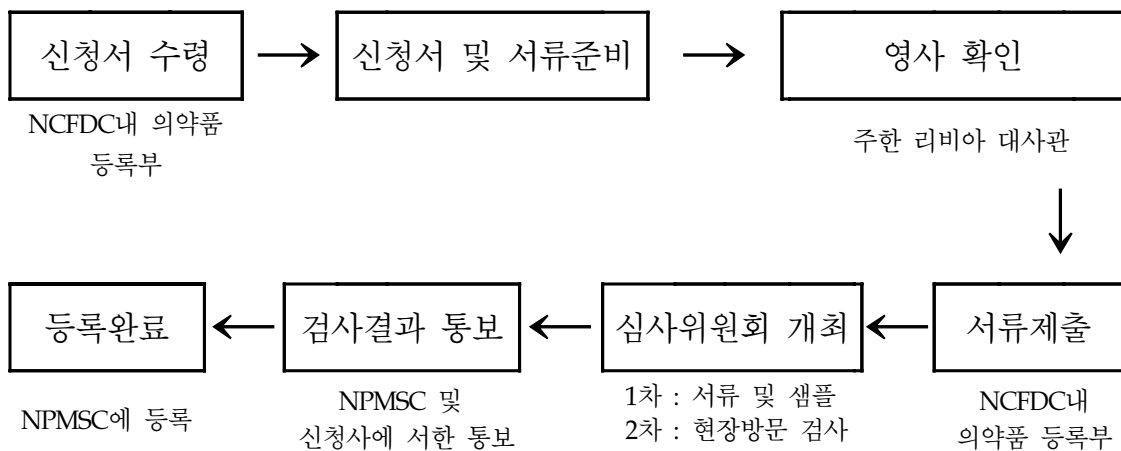 신청서 수령
신청서 및 서류준비
영사 확인
NCFDC내 의약품
등록부
주한 리비아 대사관
등록완료
검사결과 통보
심사위원회 개최
서류제출
NPMSC에 등록
NPMSC 및
신청사에 서한 통보
1차 : 서류 및 샘플
2차 : 현장방문 검사
NCFDC내
의약품 등록부